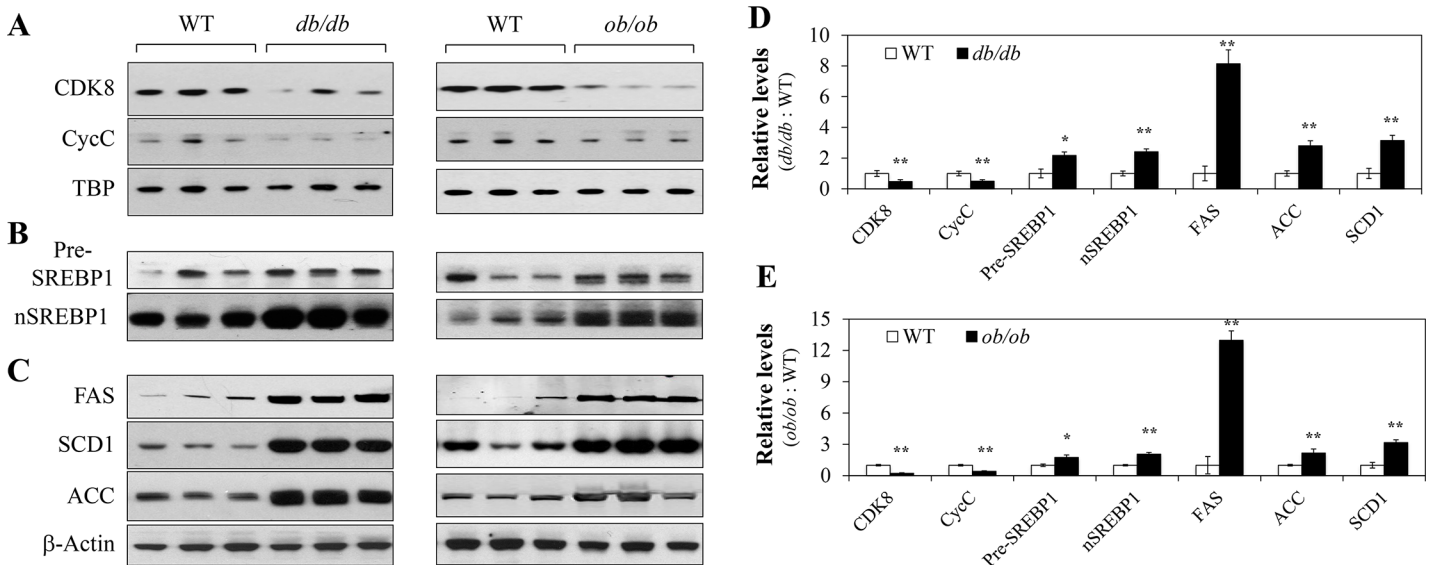 A
WT
db/db
WT
ob/ob
CDK8
CycC
TBP
B
Pre-
SREBP1
nSREBP1
C
FAS
SCD1
ACC
β-Actin
D
10
8
6
4
2
0
Relative levels
(db/db : WT)
WT
db/db
**
**
*
**
**
**
**
CDK8
CycC
Pre-SREBP1
nSREBP1
FAS
ACC
SCD1
E
15
12
9
6
3
0
Relative levels
(ob/ob : WT)
WT
ob/ob
**
**
*
**
**
**
**
CDK8
CycC
Pre-SREBP1
nSREBP1
FAS
ACC
SCD1